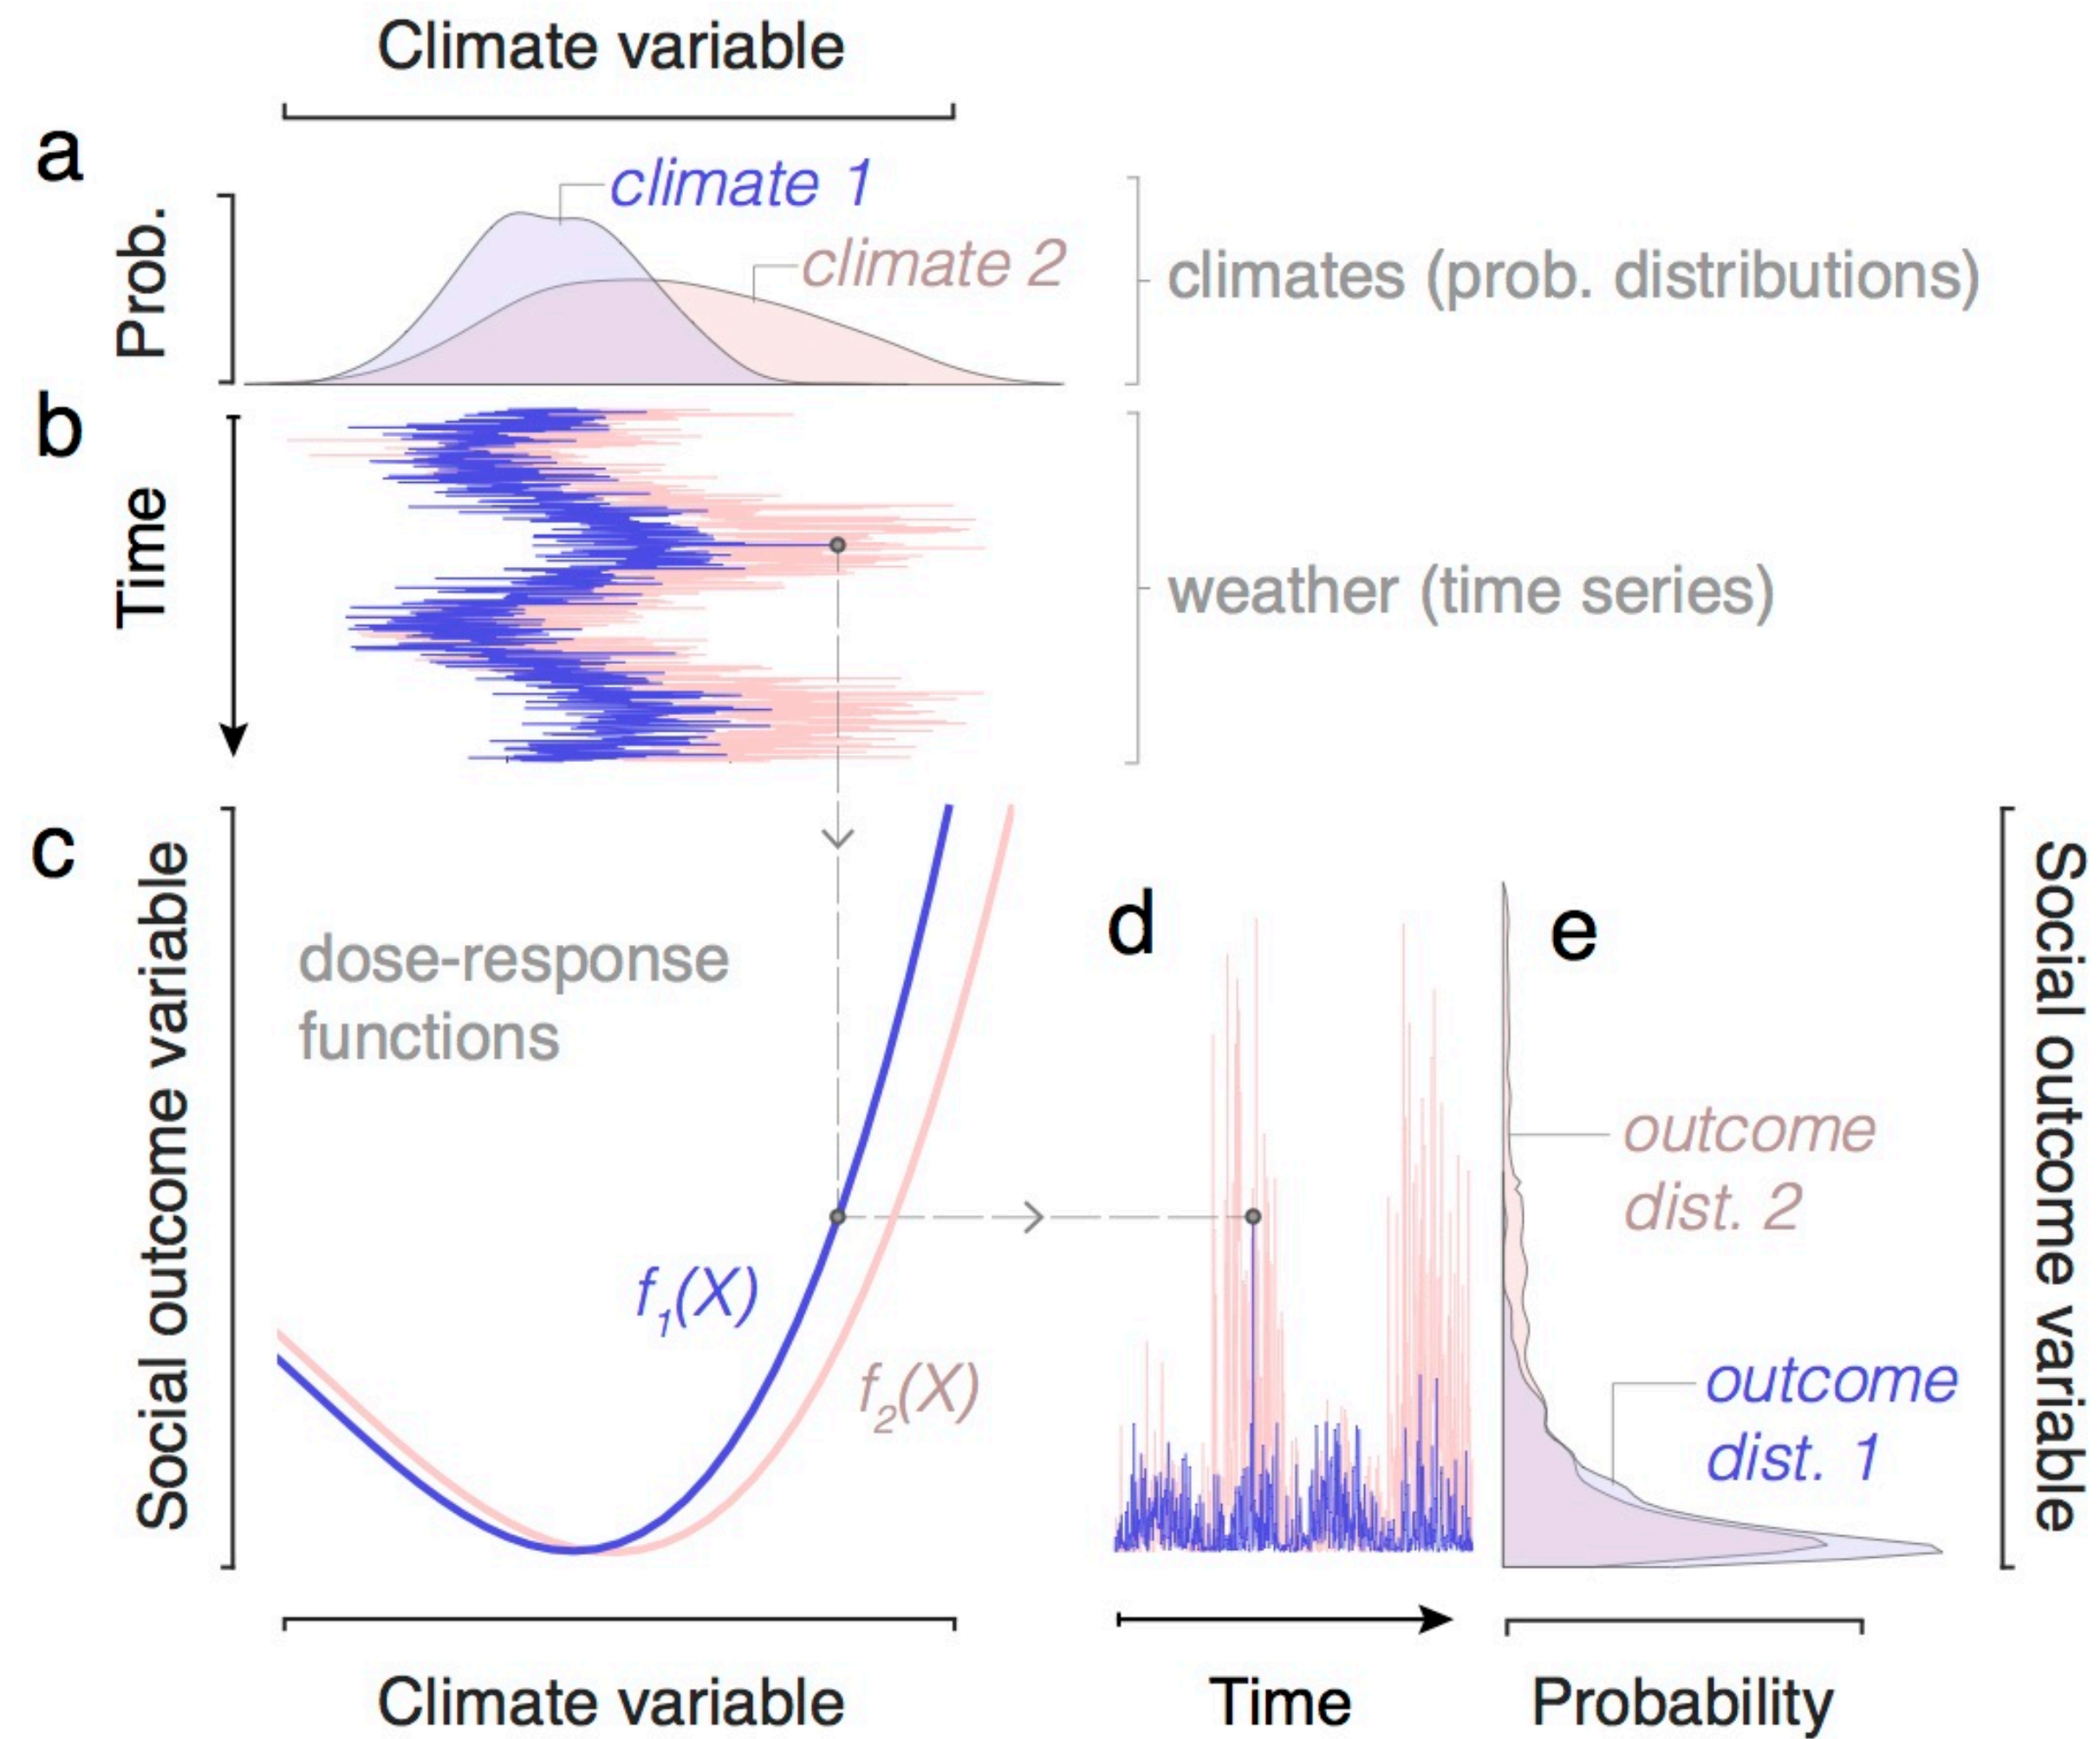 Climate variable
a
Prob.
climate 1
climate 2
climates (prob. distributions)
b
Time
weather (time series)
c
Social outcome variable
dose-response
functions
f1(X)
f2(X)
d
e
outcome
dist. 2
outcome
dist. 1
Social outcome variable
Climate variable
Time
Probability